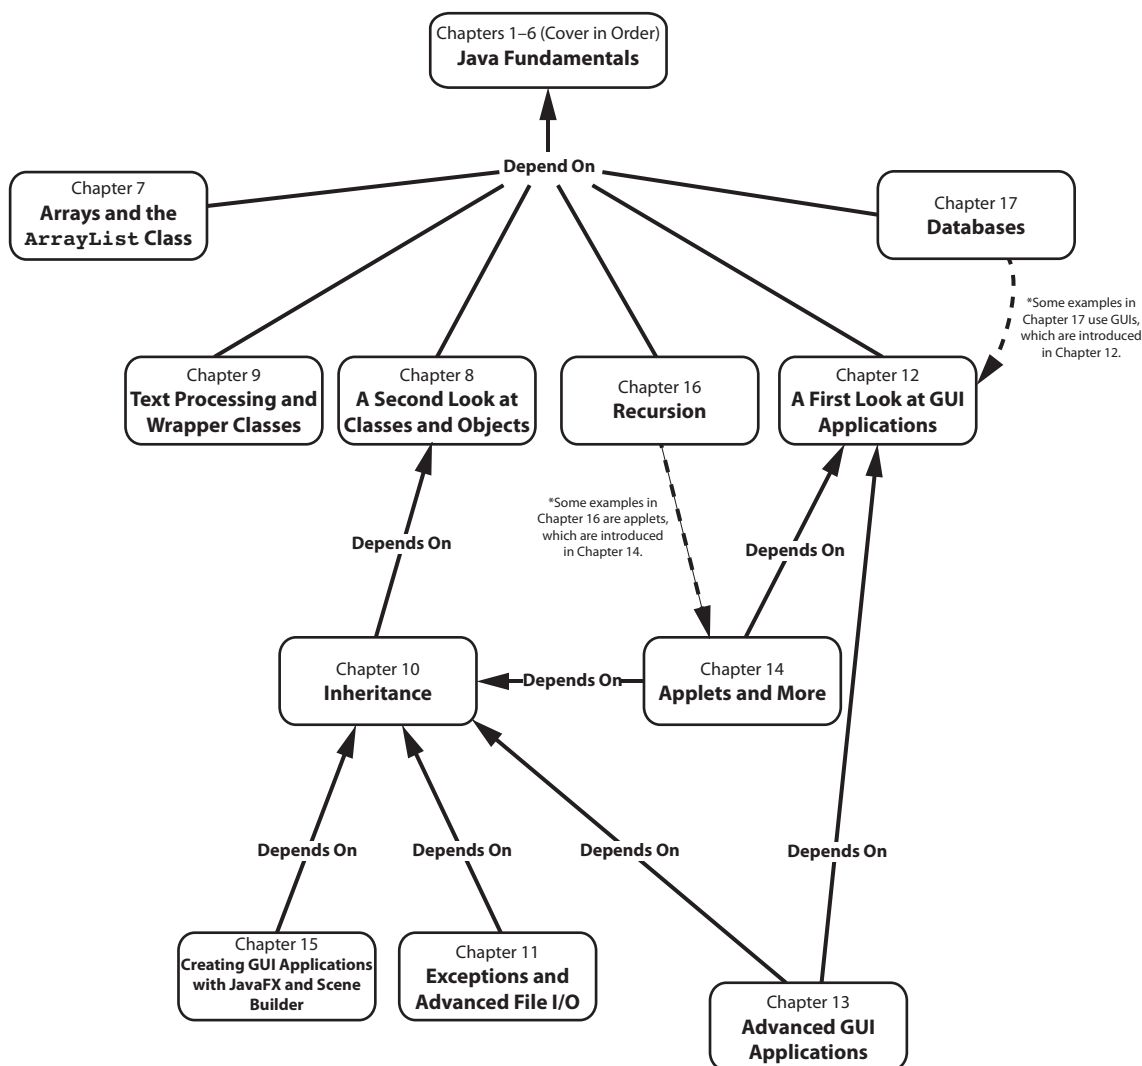 Chapters 1–6 (Cover in Order)
Java Fundamentals
Depend On
Chapter 7
Arrays and the
ArrayList Class
Chapter 17
Databases
*Some examples in
Chapter 17 use GUIs,
which are introduced
in Chapter 12.
Chapter 9
Text Processing and
Wrapper Classes
Chapter 8
A Second Look at
Classes and Objects
Chapter 16
Recursion
Chapter 12
A First Look at GUI
Applications
*Some examples in
Chapter 16 are applets,
which are introduced
in Chapter 14.
Depends On
Depends On
Chapter 10
Inheritance
Depends On
Chapter 14
Applets and More
Depends On
Depends On
Depends On
Depends On
Chapter 15
Creating GUI Applications
with JavaFX and Scene
Builder
Chapter 11
Exceptions and
Advanced File I/O
Chapter 13
Advanced GUI
Applications